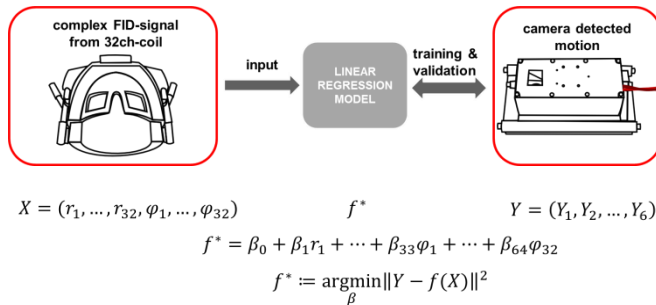 complex FID-signal
from 32ch-coil
input
LINEAR
REGRESSION
MODEL
training &
validation
camera detected
motion
X = (r₁, … , r₃₂, φ₁, … , φ₃₂)
f*
Y = (Y₁, Y₂, … , Y₆)
f* = β₀ + β₁r₁ + ⋯ + β₃₃φ₁ + ⋯ + β₆₄φ₃₂
f* ≔ argmin‖Y − f(X)‖²
β